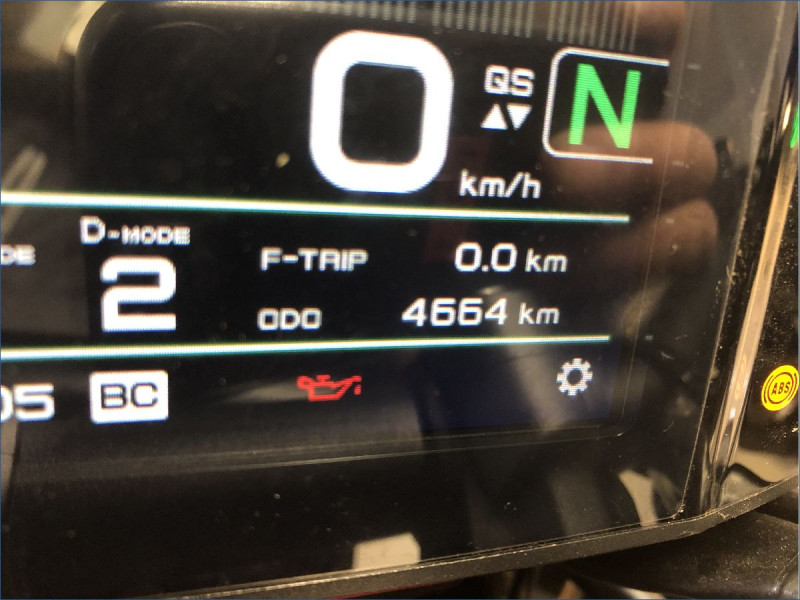 0
QS
N
km/h
D-MODE
2
F-TRIP 0.0 km
ODO 4664 km
BC
ABS